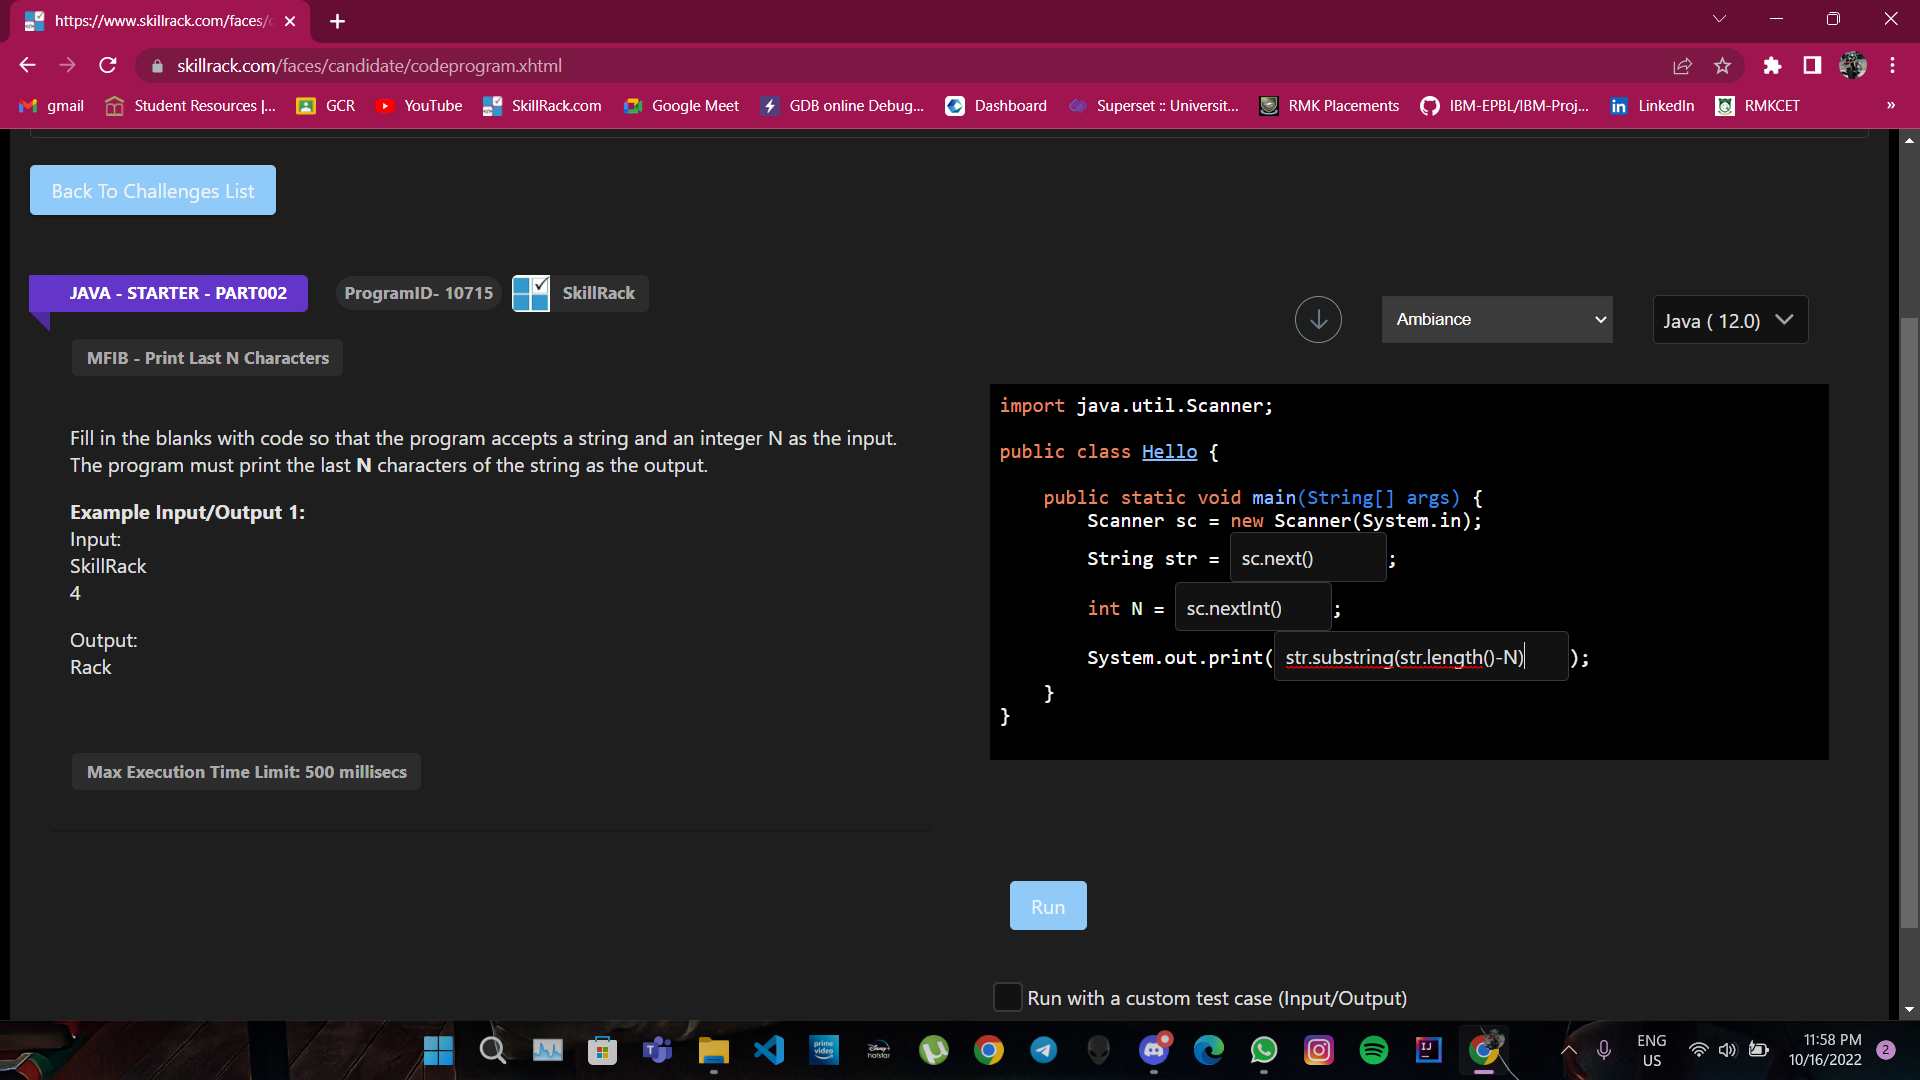 https://www.skillrack.com/faces/c
skillrack.com/faces/candidate/codeprogram.xhtml
gmail
Student Resources |...
GCR
YouTube
SkillRack.com
Google Meet
GDB online Debug...
Dashboard
Superset :: Universit...
RMK Placements
IBM-EPBL/IBM-Proj...
LinkedIn
RMKCET
»
Back To Challenges List
JAVA - STARTER - PART002
ProgramID- 10715
SkillRack
MFIB - Print Last N Characters
Fill in the blanks with code so that the program accepts a string and an integer N as the input.
The program must print the last N characters of the string as the output.
Example Input/Output 1:
Input:
SkillRack
4
Output:
Rack
Max Execution Time Limit: 500 millisecs
Ambiance
Java ( 12.0)
import java.util.Scanner;
public class Hello {
public static void main(String[] args) {
Scanner sc = new Scanner(System.in);
String str = sc.next() ;
int N = sc.nextInt() ;
System.out.print( str.substring(str.length()-N) );
}
}
Run
Run with a custom test case (Input/Output)
prime video
Disney+ hotstar
IJ
ENG
US
11:58 PM
10/16/2022
2